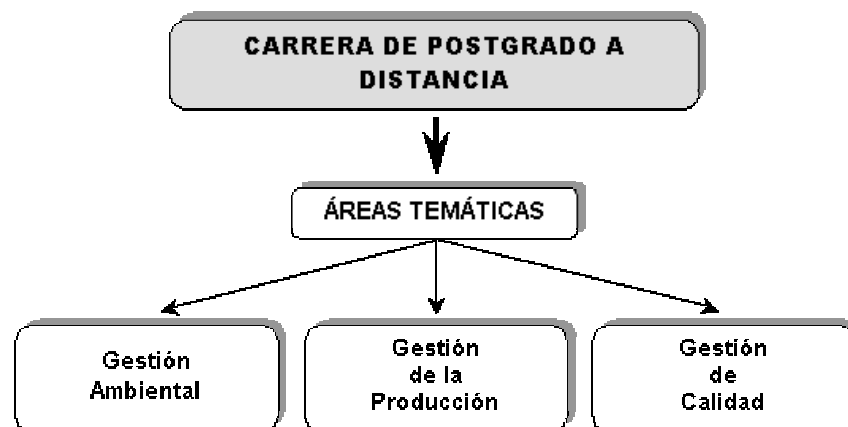 CARRERA DE POSTGRADO A
DISTANCIA
ÁREAS TEMÁTICAS
Gestión
Ambiental
Gestión
de la
Producción
Gestión
de
Calidad